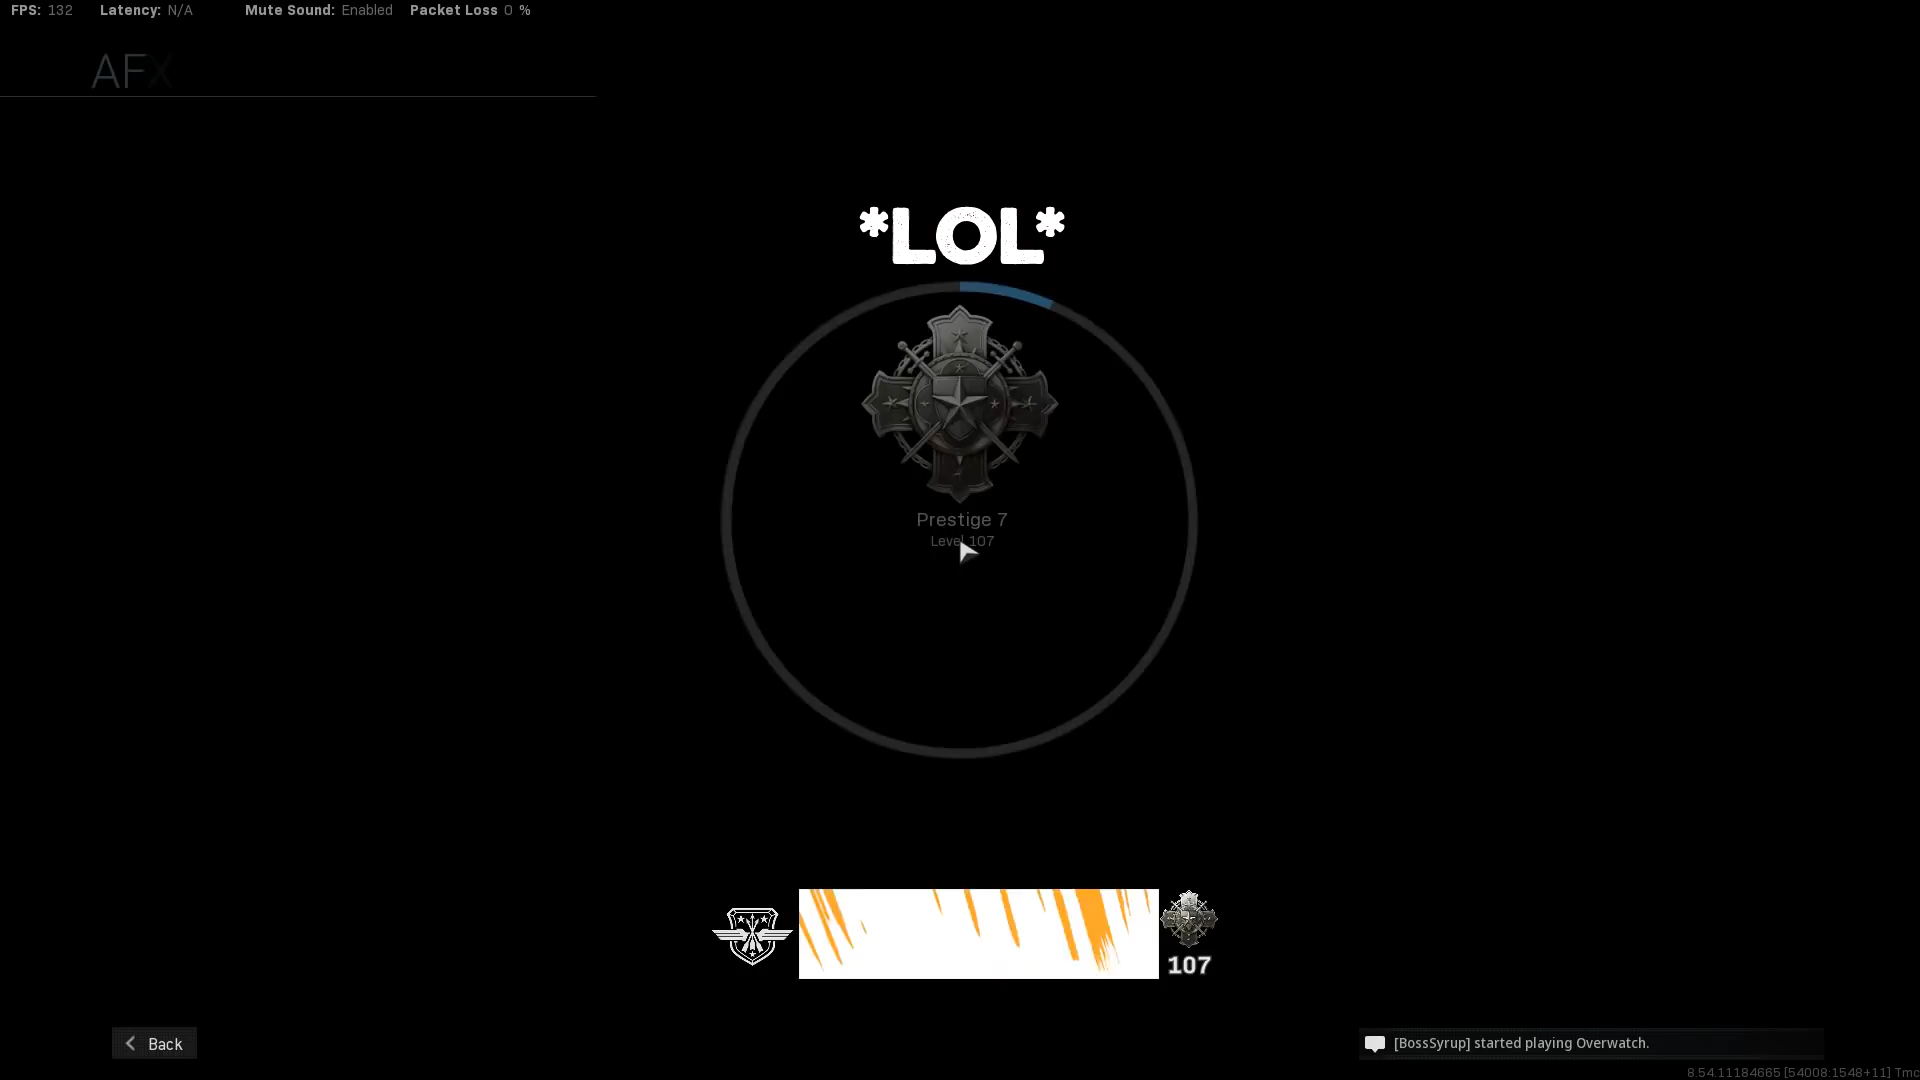 FPS: 132 Latency: N/A Mute Sound: Enabled Packet Loss 0 %
AFX
*LOL*
Prestige 7
Level 107
107
Back
[BossSyrup] started playing Overwatch.
8.54.11184665 [54008:1548+11] Tmc